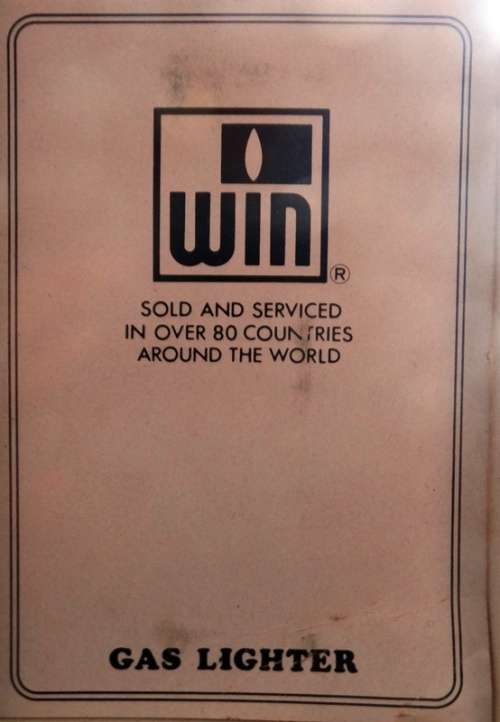 win
®
SOLD AND SERVICED
IN OVER 80 COUNTRIES
AROUND THE WORLD
GAS LIGHTER